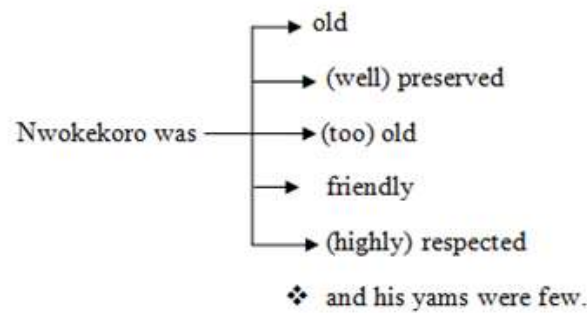 old
(well) preserved
Nwokekoro was (too) old
friendly
(highly) respected
❖ and his yams were few.